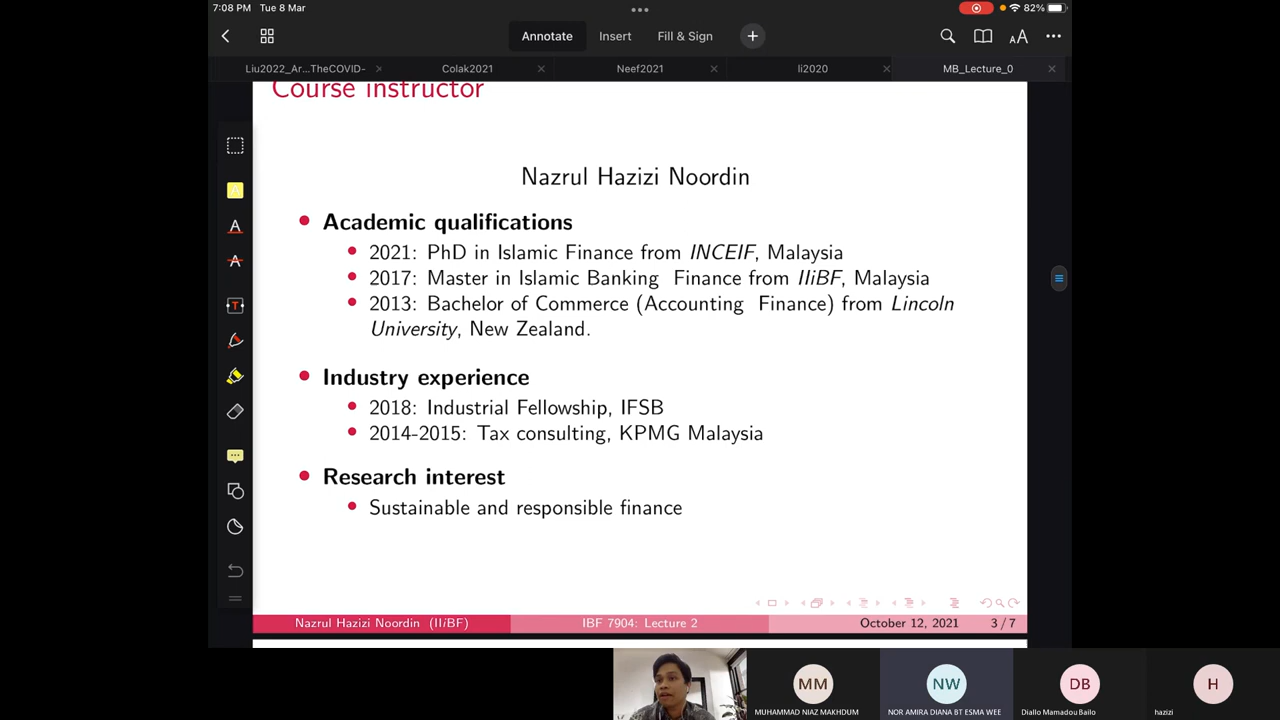 7:08 PM Tue 8 Mar
82%
Annotate Insert Fill & Sign
AA
Liu2022_Ar...TheCOVID- Colak2021 Neef2021 li2020 MB_Lecture_0
Course instructor
Nazrul Hazizi Noordin
Academic qualifications
2021: PhD in Islamic Finance from INCEIF, Malaysia
2017: Master in Islamic Banking Finance from IIiBF, Malaysia
2013: Bachelor of Commerce (Accounting Finance) from Lincoln
University, New Zealand.
Industry experience
2018: Industrial Fellowship, IFSB
2014-2015: Tax consulting, KPMG Malaysia
Research interest
Sustainable and responsible finance
Nazrul Hazizi Noordin (IIiBF) IBF 7904: Lecture 2 October 12, 2021 3 / 7
MM NW DB H
MUHAMMAD NIAZ MAKHDUM NOR AMIRA DIANA BT ESMA WEE Diallo Mamadou Bailo hazizi